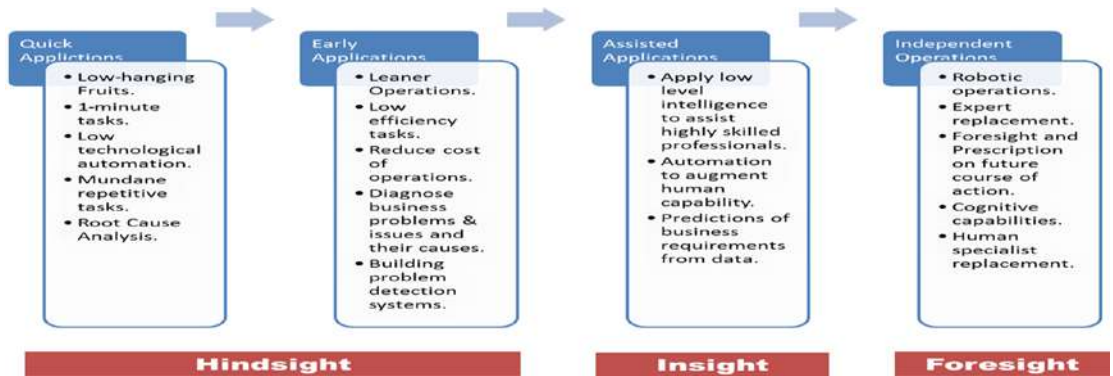 Quick
Applictions
• Low-hanging
Fruits.
• 1-minute
tasks.
• Low
technological
automation.
• Mundane
repetitive
tasks.
• Root Cause
Analysis.
Early
Applications
• Leaner
Operations.
• Low
efficiency
tasks.
• Reduce cost
of
operations.
• Diagnose
business
problems &
issues and
their causes.
• Building
problem
detection
systems.
Assisted
Applications
• Apply low
level
intelligence
to assist
highly skilled
professionals.
• Automation
to augment
human
capability.
• Predictions of
business
requirements
from data.
Independent
Operations
• Robotic
operations.
• Expert
replacement.
• Foresight and
Prescription
on future
course of
action.
• Cognitive
capabilities.
• Human
specialist
replacement.
Hindsight
Insight
Foresight